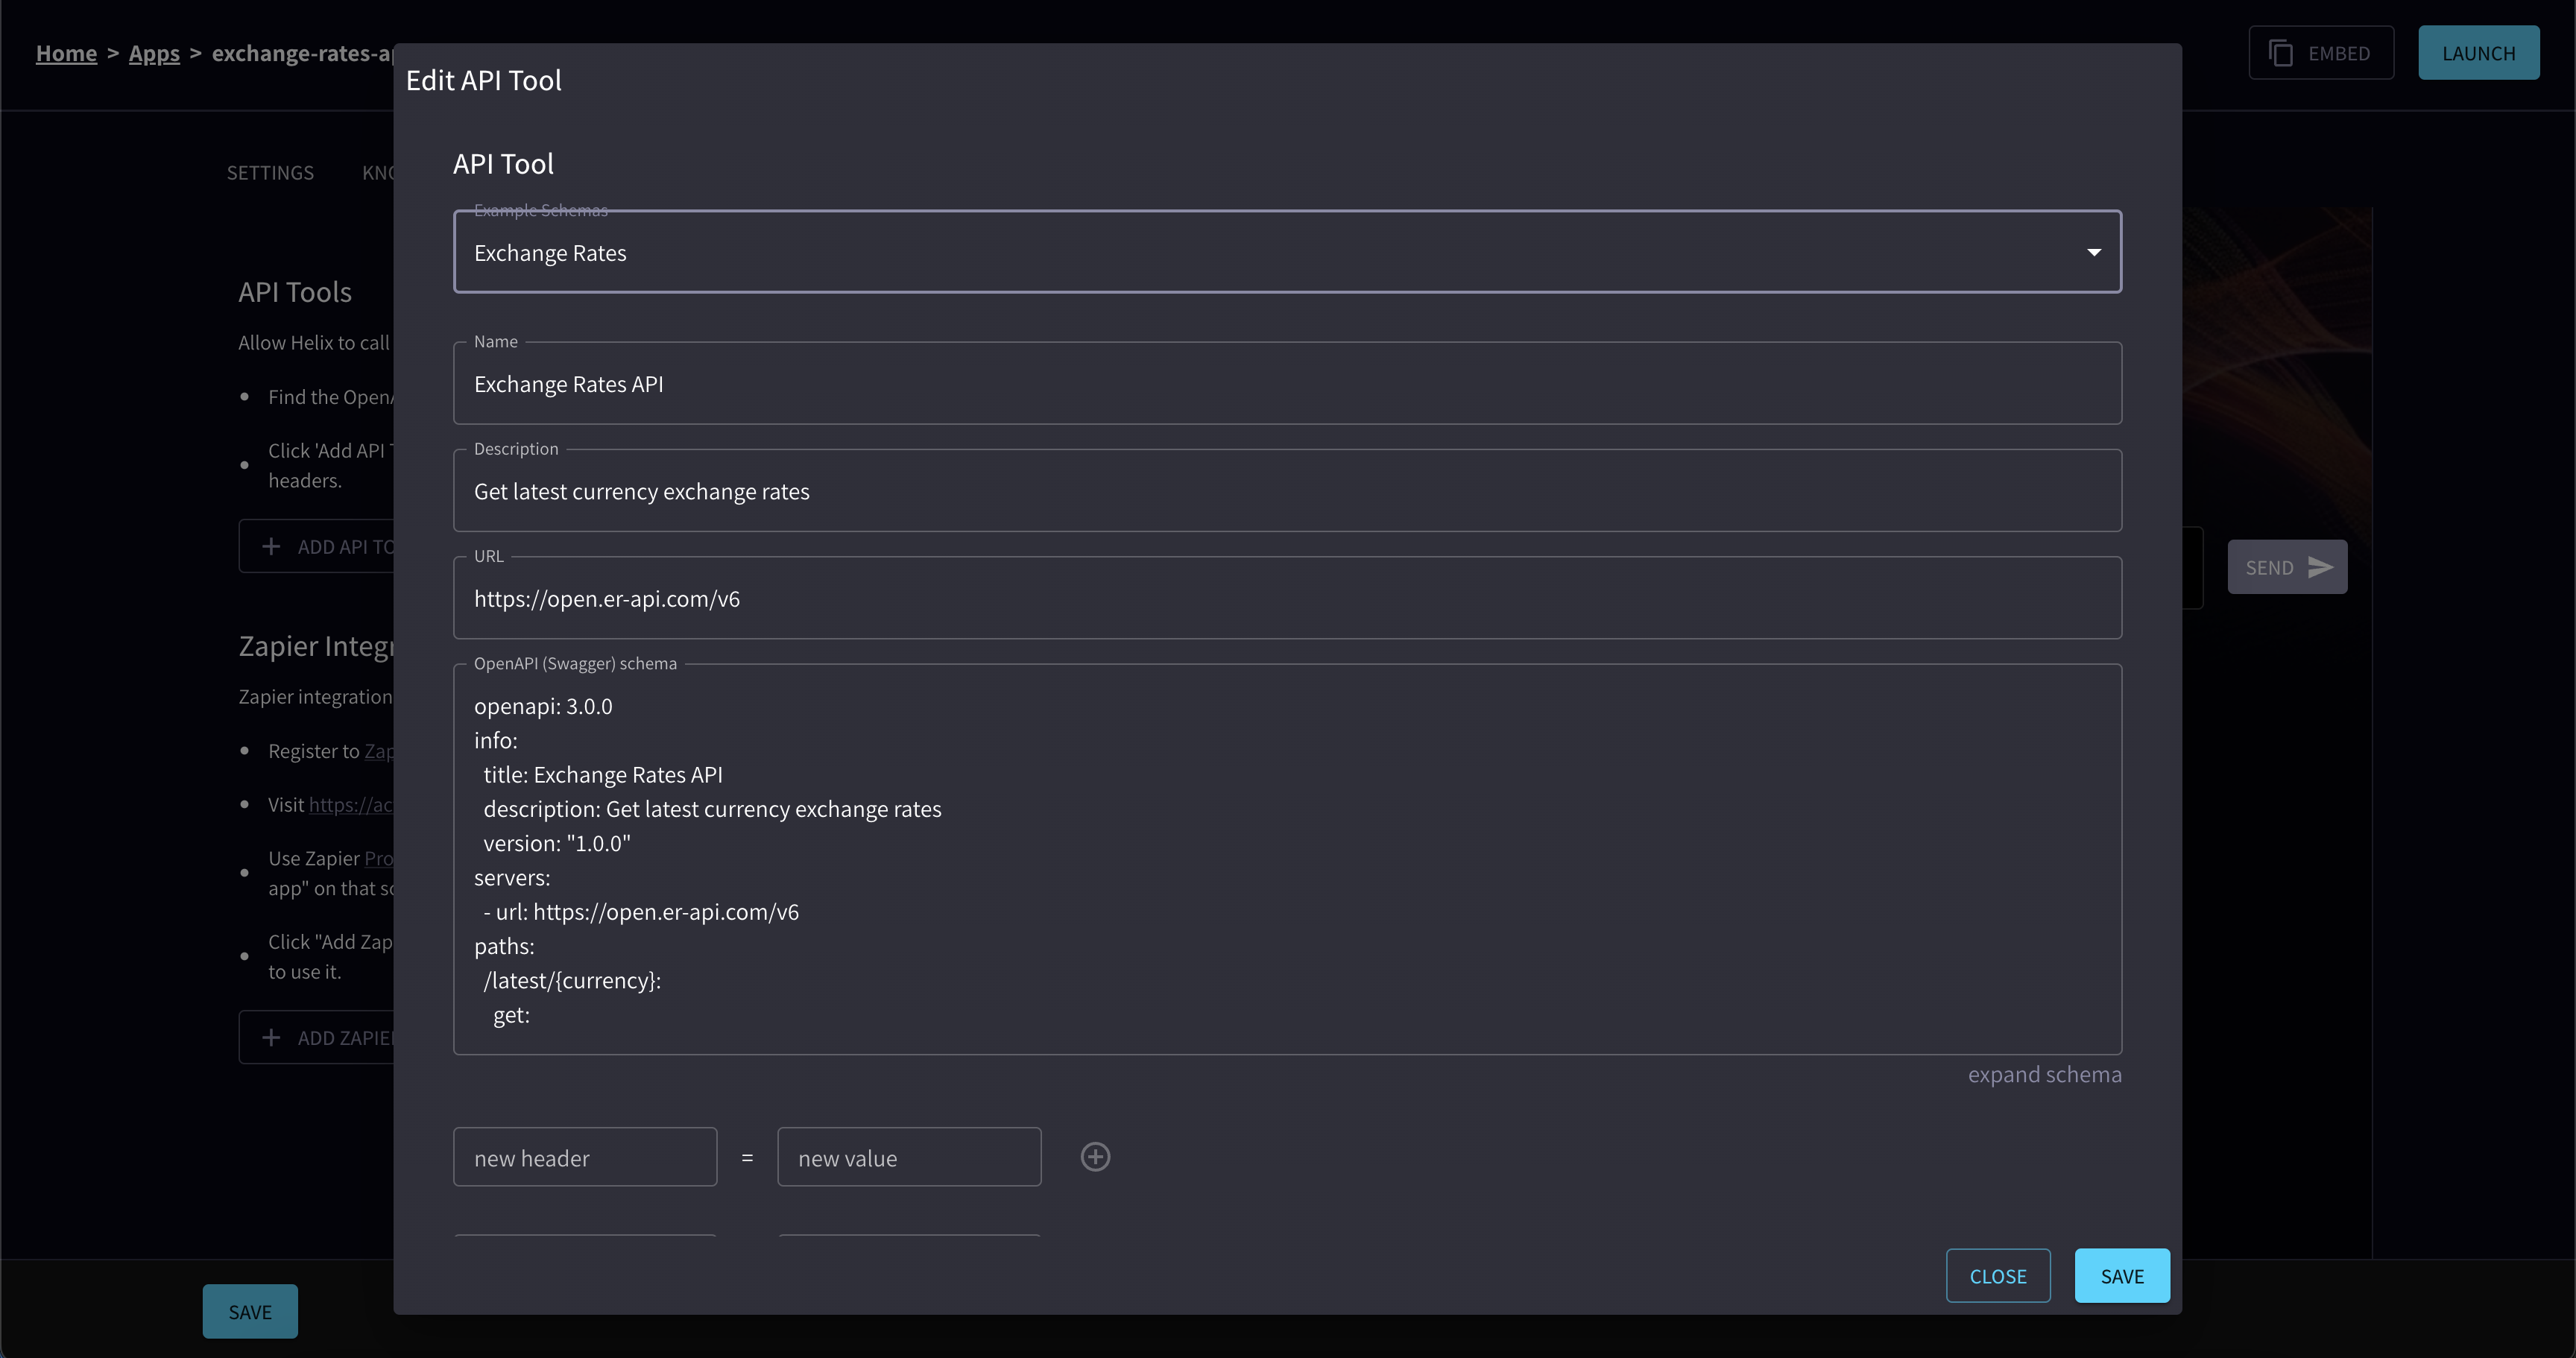 Home > Apps > exchange-rates-ap
EMBED
LAUNCH
SETTINGS
API Tools
Allow Helix to call
Find the Open
Click 'Add API
headers.
ADD API TO
Zapier Integr
Zapier integration
Register to Zap
Visit https://ac
Use Zapier Pro
app" on that
Click "Add Zap
to use it.
ADD ZAPIE
SEND
SAVE
Edit API Tool
API Tool
Example Schemas
Exchange Rates
Name
Exchange Rates API
Description
Get latest currency exchange rates
URL
https://open.er-api.com/v6
OpenAPI (Swagger) schema
openapi: 3.0.0
info:
title: Exchange Rates API
description: Get latest currency exchange rates
version: "1.0.0"
servers:
- url: https://open.er-api.com/v6
paths:
/latest/{currency}:
get:
expand schema
new header = new value
CLOSE
SAVE